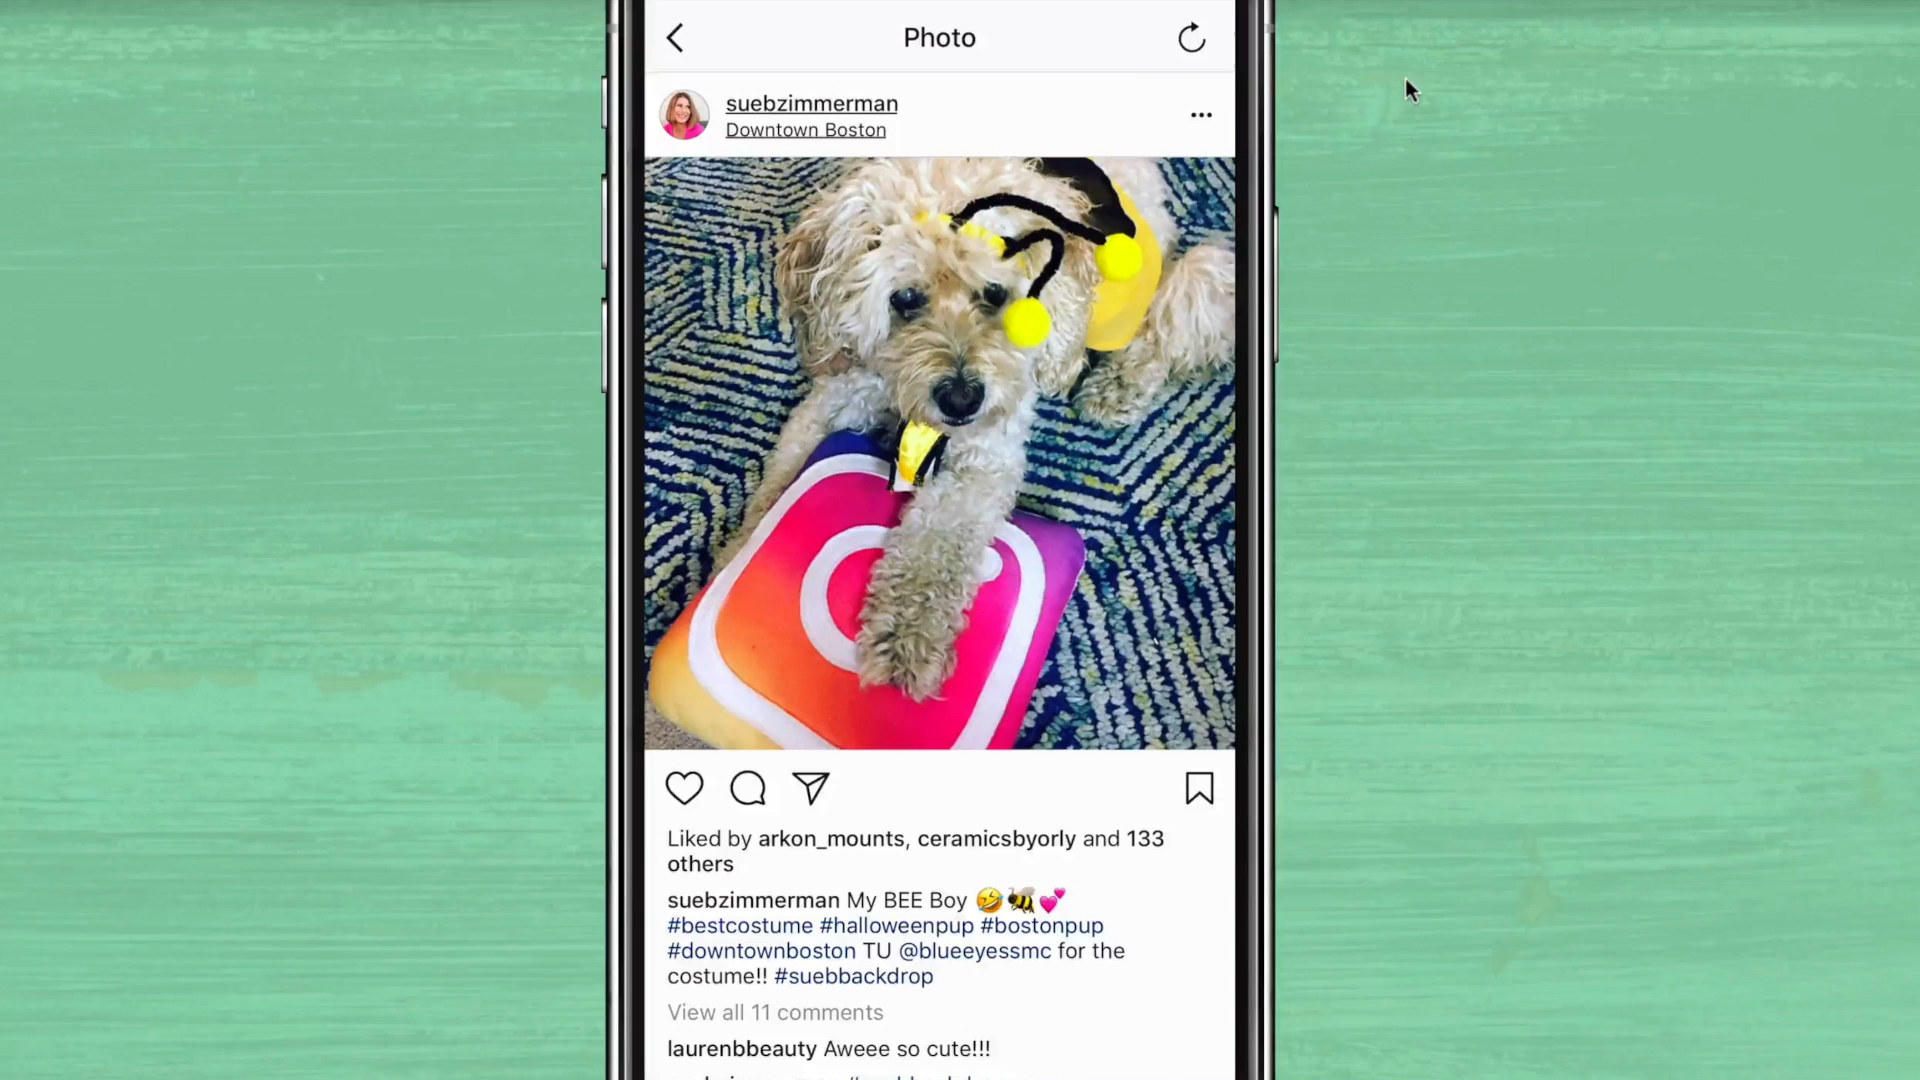 Photo
suebzimmerman
Downtown Boston
Liked by arkon_mounts, ceramicsbyorly and 133
others
suebzimmerman My BEE Boy 🤣🐝💕
#bestcostume #halloweenpup #bostonpup
#downtownboston TU @blueeyessmc for the
costume!! #suebbackdrop
View all 11 comments
laurenbbeauty Aweee so cute!!!